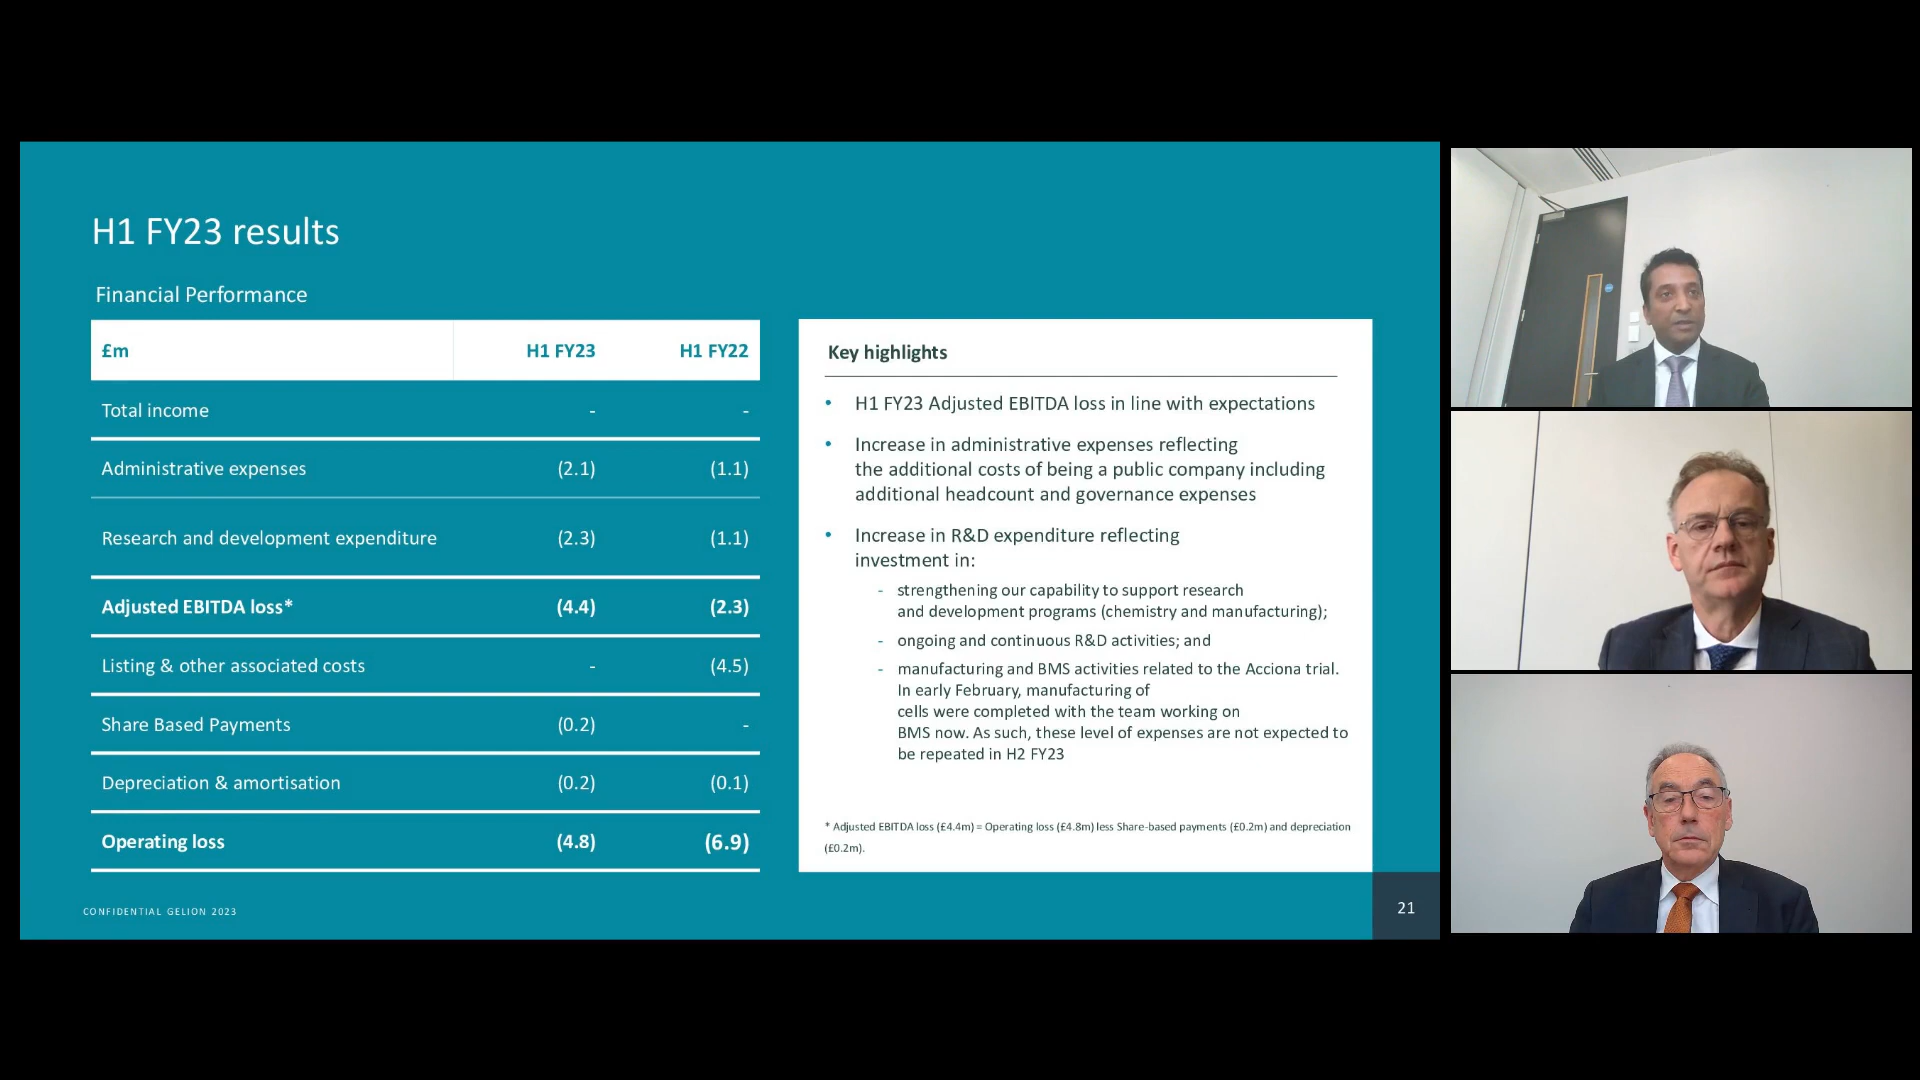 H1 FY23 results
Financial Performance
£m H1 FY23 H1 FY22
Total income - -
Administrative expenses (2.1) (1.1)
Research and development expenditure (2.3) (1.1)
Adjusted EBITDA loss* (4.4) (2.3)
Listing & other associated costs - (4.5)
Share Based Payments (0.2) -
Depreciation & amortisation (0.2) (0.1)
Operating loss (4.8) (6.9)
Key highlights
• H1 FY23 Adjusted EBITDA loss in line with expectations
• Increase in administrative expenses reflecting
the additional costs of being a public company including
additional headcount and governance expenses
• Increase in R&D expenditure reflecting
investment in:
- strengthening our capability to support research
and development programs (chemistry and manufacturing);
- ongoing and continuous R&D activities; and
- manufacturing and BMS activities related to the Acciona trial.
In early February, manufacturing of
cells were completed with the team working on
BMS now. As such, these level of expenses are not expected to
be repeated in H2 FY23
* Adjusted EBITDA loss (£4.4m) = Operating loss (£4.8m) less Share-based payments (£0.2m) and depreciation
(£0.2m).
CONFIDENTIAL GELION 2023
21